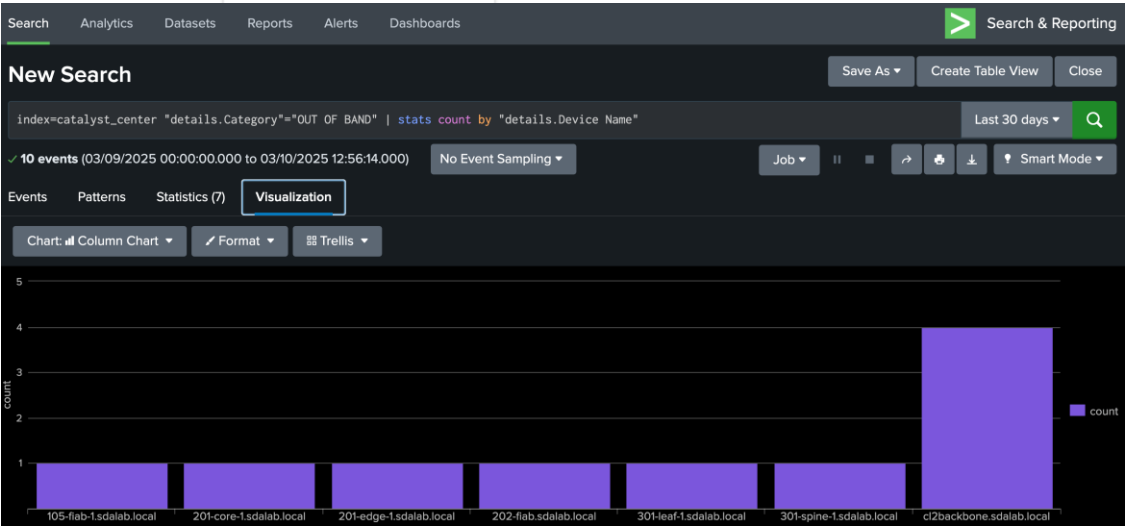 Search Analytics Datasets Reports Alerts Dashboards Search & Reporting
New Search Save As Create Table View Close
index=catalyst_center "details.Category"="OUT OF BAND" | stats count by "details.Device Name" Last 30 days
10 events (03/09/2025 00:00:00.000 to 03/10/2025 12:56:14.000) No Event Sampling Job Smart Mode
Events Patterns Statistics (7) Visualization
Chart: Column Chart Format Trellis
5
4
3
2
1
count
count
105-fiab-1.sdalab.local 201-core-1.sdalab.local 201-edge-1.sdalab.local 202-fiab.sdalab.local 301-leaf-1.sdalab.local 301-spine-1.sdalab.local cl2backbone.sdalab.local